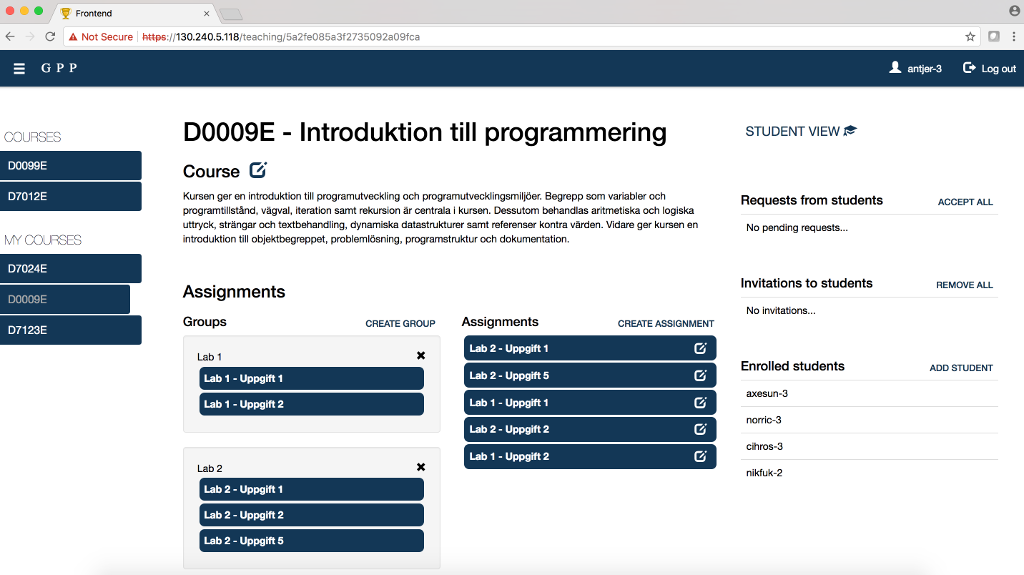 Frontend
Not Secure https://130.240.5.118/teaching/5a2fe085a3f2735092a09fca
GPP
antjer-3
Log out
COURSES
D0099E
D7012E
MY COURSES
D7024E
D0009E
D7123E
D0009E - Introduktion till programmering
Course
Kursen ger en introduktion till programutveckling och programutvecklingsmiljöer. Begrepp som variabler och
programtillstånd, vägval, iteration samt rekursion är centrala i kursen. Dessutom behandlas aritmetiska och logiska
uttryck, strängar och textbehandling, dynamiska datastrukturer samt referenser kontra värden. Vidare ger kursen en
introduktion till objektbegreppet, problemlösning, programstruktur och dokumentation.
Assignments
Groups
CREATE GROUP
Lab 1
Lab 1 - Uppgift 1
Lab 1 - Uppgift 2
Lab 2
Lab 2 - Uppgift 1
Lab 2 - Uppgift 2
Lab 2 - Uppgift 5
Assignments
CREATE ASSIGNMENT
Lab 2 - Uppgift 1
Lab 2 - Uppgift 5
Lab 1 - Uppgift 1
Lab 2 - Uppgift 2
Lab 1 - Uppgift 2
STUDENT VIEW
Requests from students
ACCEPT ALL
No pending requests...
Invitations to students
REMOVE ALL
No invitations...
Enrolled students
ADD STUDENT
axesun-3
norric-3
cihros-3
nikfuk-2